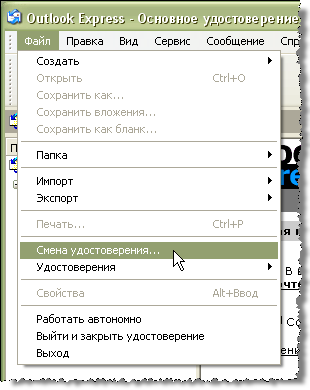 Outlook Express - Основное удостоверение
Файл Правка Вид Сервис Сообщение
Создать
Открыть Ctrl+O
Сохранить как...
Сохранить вложения...
Сохранить как бланк...
Папка
Импорт
Экспорт
Печать... Ctrl+P
Смена удостоверения...
Удостоверения
Свойства Alt+Ввод
Работать автономно
Выйти и закрыть удостоверение
Выход